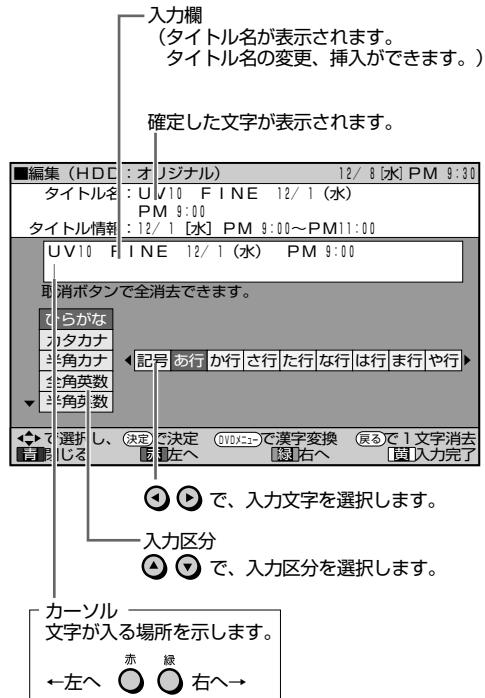 入力欄
（タイトル名が表示されます。
タイトル名の変更、挿入ができます。）
確定した文字が表示されます。
■編集（HDD：オリジナル） 12/ 8[水]PM 9:30
タイトル名：UV10 FINE 12/ 1（水）
PM 9:00
タイトル情報：12/ 1［水］PM 9:00～PM11:00
UV10 FINE 12/ 1（水） PM 9:00
取消ボタンで全消去できます。
ひらがな
カタカナ
半角カナ
全角英数
半角英数
記号 あ行 か行 さ行 た行 な行 は行 ま行 や行
で選択し、 決定で決定 DVDメニューで漢字変換 戻るで1文字消去
青閉じる 赤左へ 緑右へ 黄入力完了
で、入力文字を選択します。
入力区分
で、入力区分を選択します。
カーソル
文字が入る場所を示します。
赤 緑
←左へ 右へ→